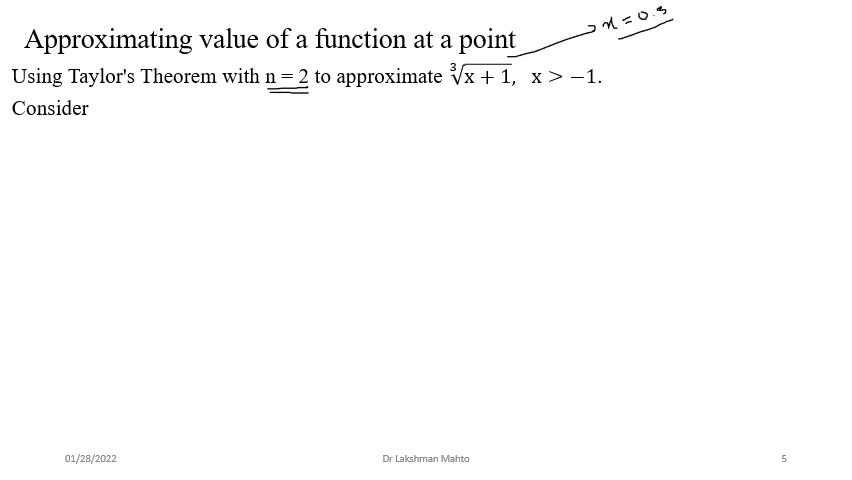 Approximating value of a function at a point
x = 0.3
Using Taylor's Theorem with n = 2 to approximate ∛(x + 1), x > −1.
Consider
01/28/2022
Dr Lakshman Mahto
5